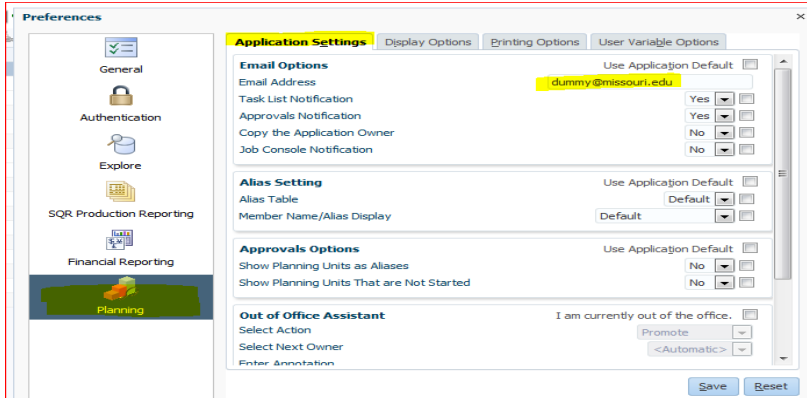 Preferences
×
General
Authentication
Explore
SQR Production Reporting
Financial Reporting
Planning
Application Settings Display Options Printing Options User Variable Options
Email Options Use Application Default
Email Address dummy@missouri.edu
Task List Notification Yes
Approvals Notification Yes
Copy the Application Owner No
Job Console Notification No
Alias Setting Use Application Default
Alias Table Default
Member Name/Alias Display Default
Approvals Options Use Application Default
Show Planning Units as Aliases No
Show Planning Units That are Not Started No
Out of Office Assistant I am currently out of the office.
Select Action Promote
Select Next Owner <Automatic>
Enter Annotation
Save Reset